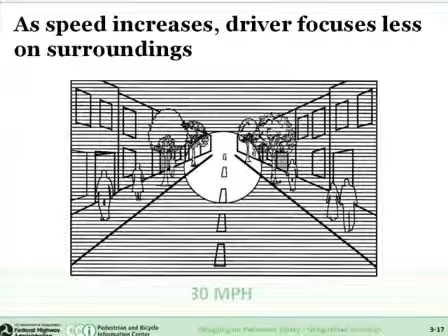 As speed increases, driver focuses less
on surroundings
30 MPH
Federal Highway
Administration
Pedestrian and Bicycle
Information Center
3-17